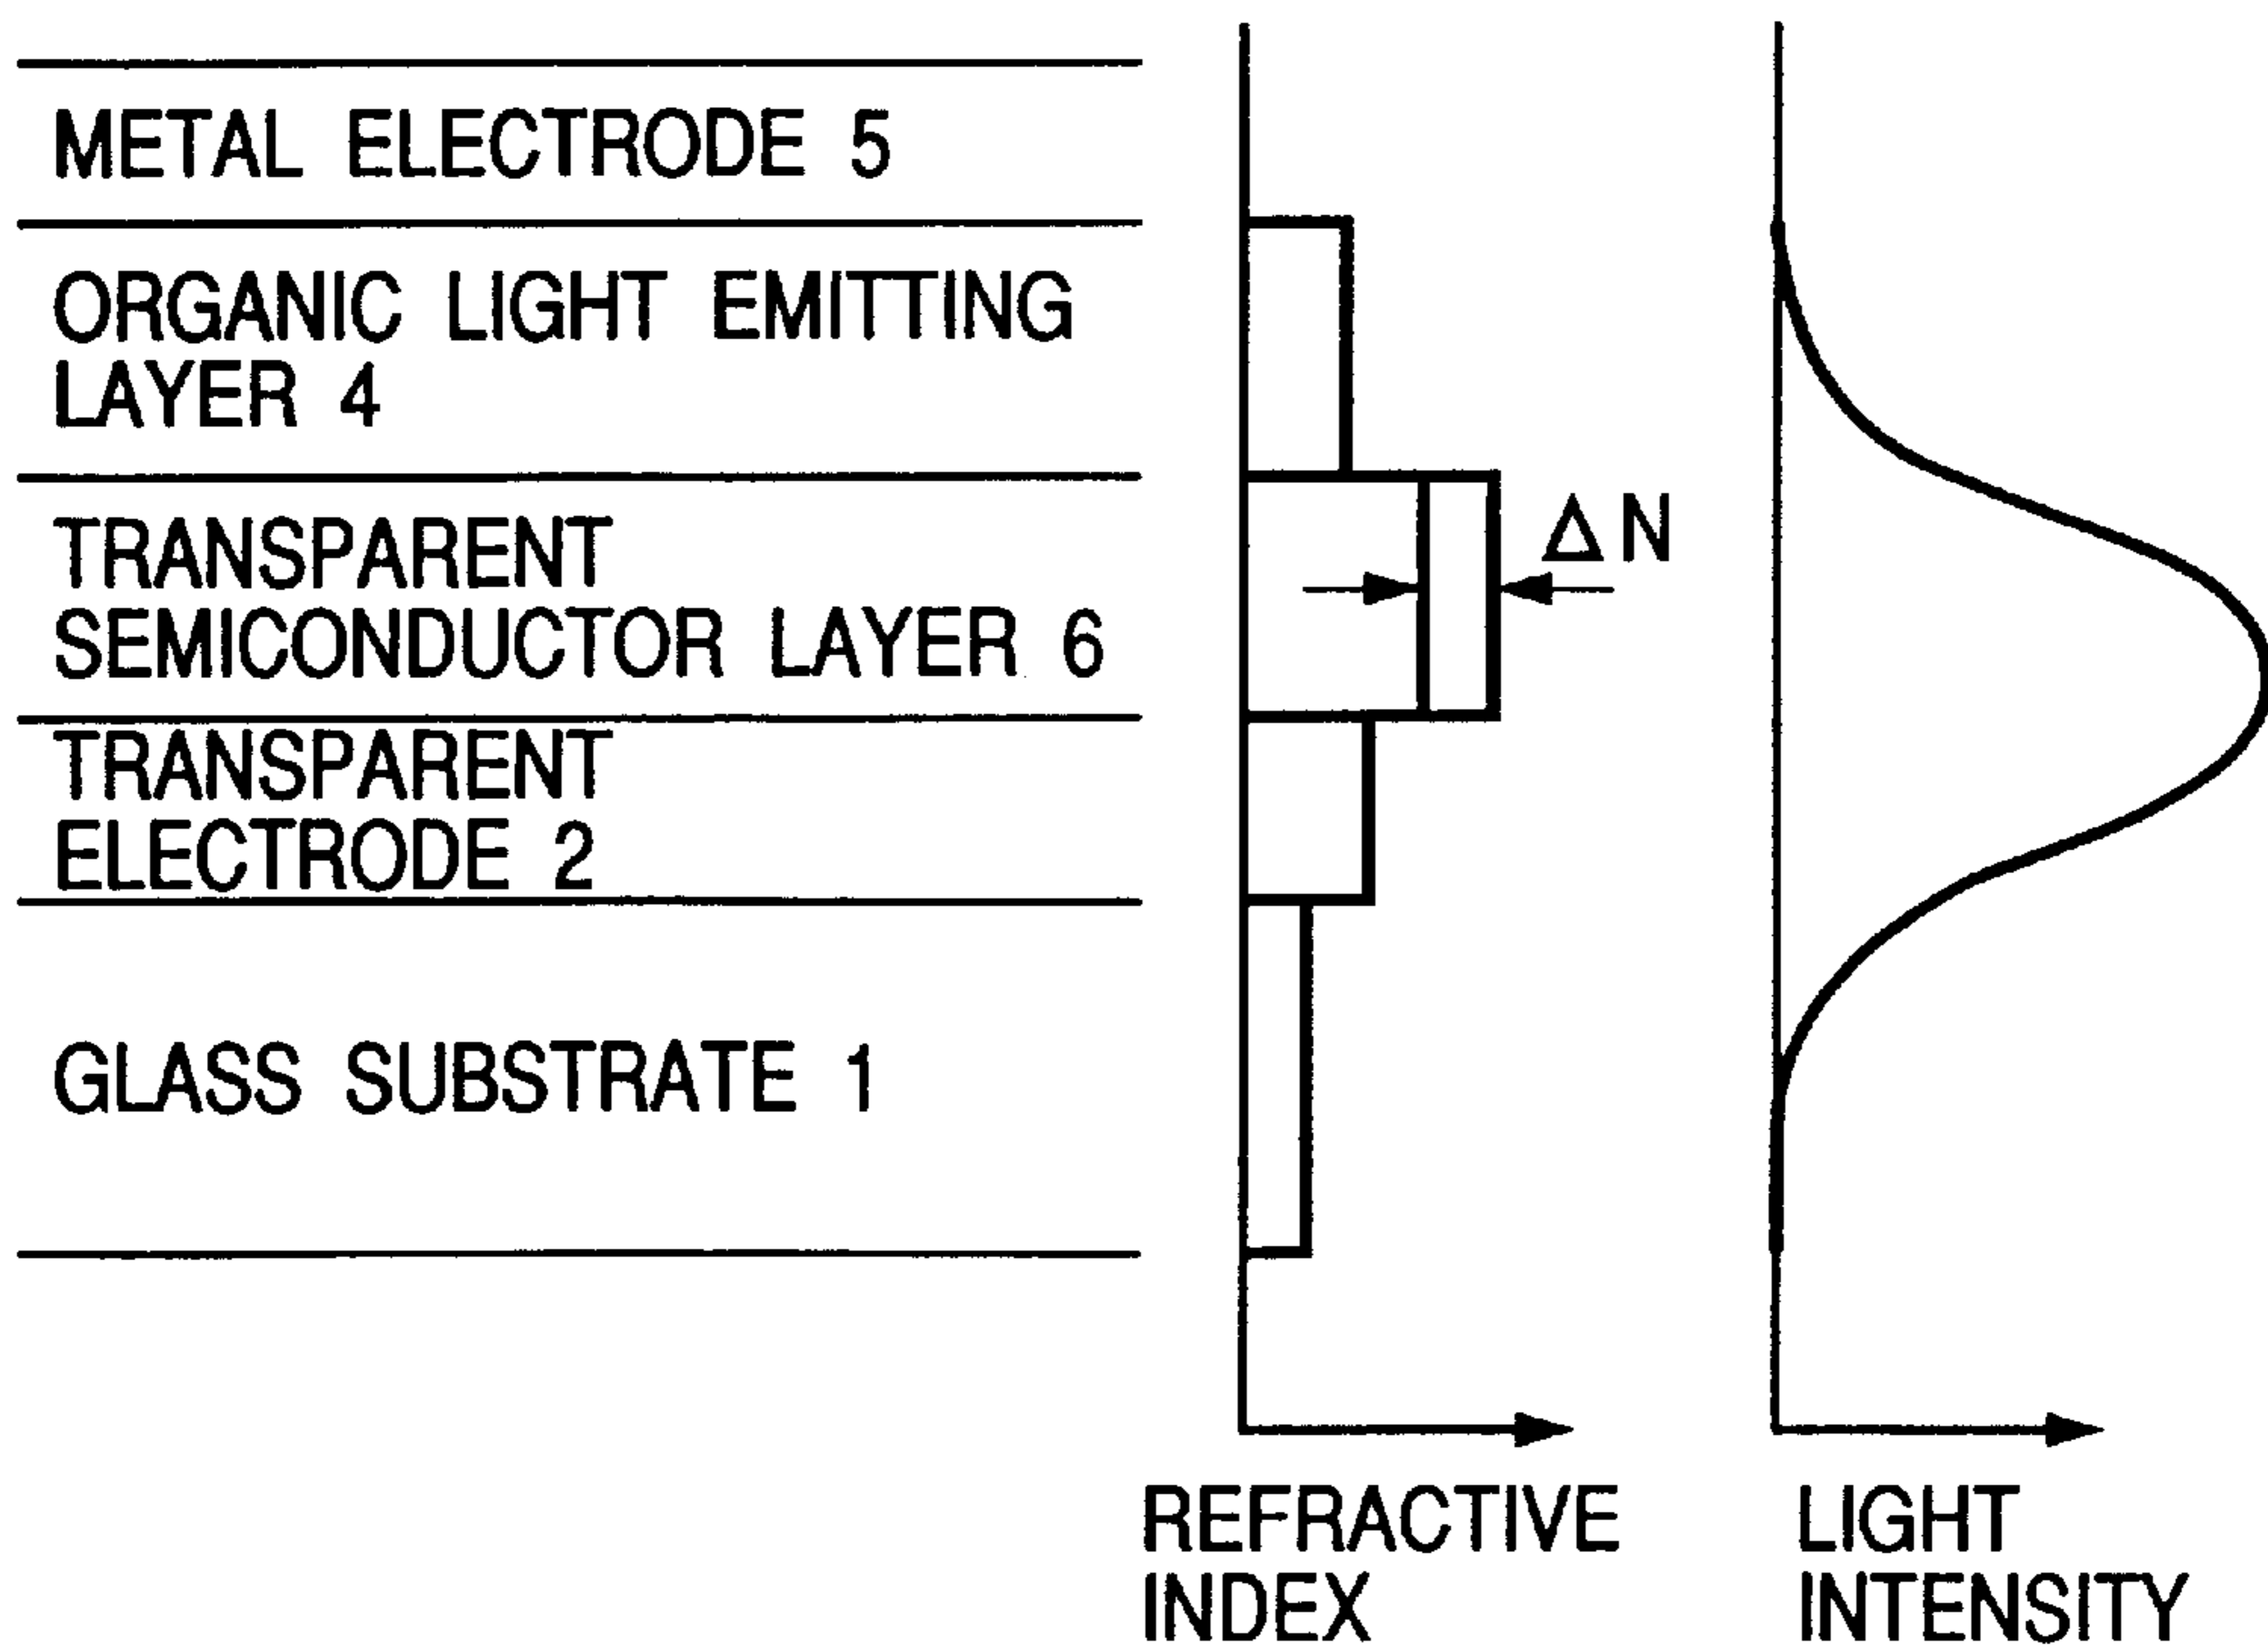 METAL ELECTRODE 5
ORGANIC LIGHT EMITTING
LAYER 4
TRANSPARENT
SEMICONDUCTOR LAYER 6
TRANSPARENT
ELECTRODE 2
GLASS SUBSTRATE 1
Δ N
REFRACTIVE
INDEX
LIGHT
INTENSITY